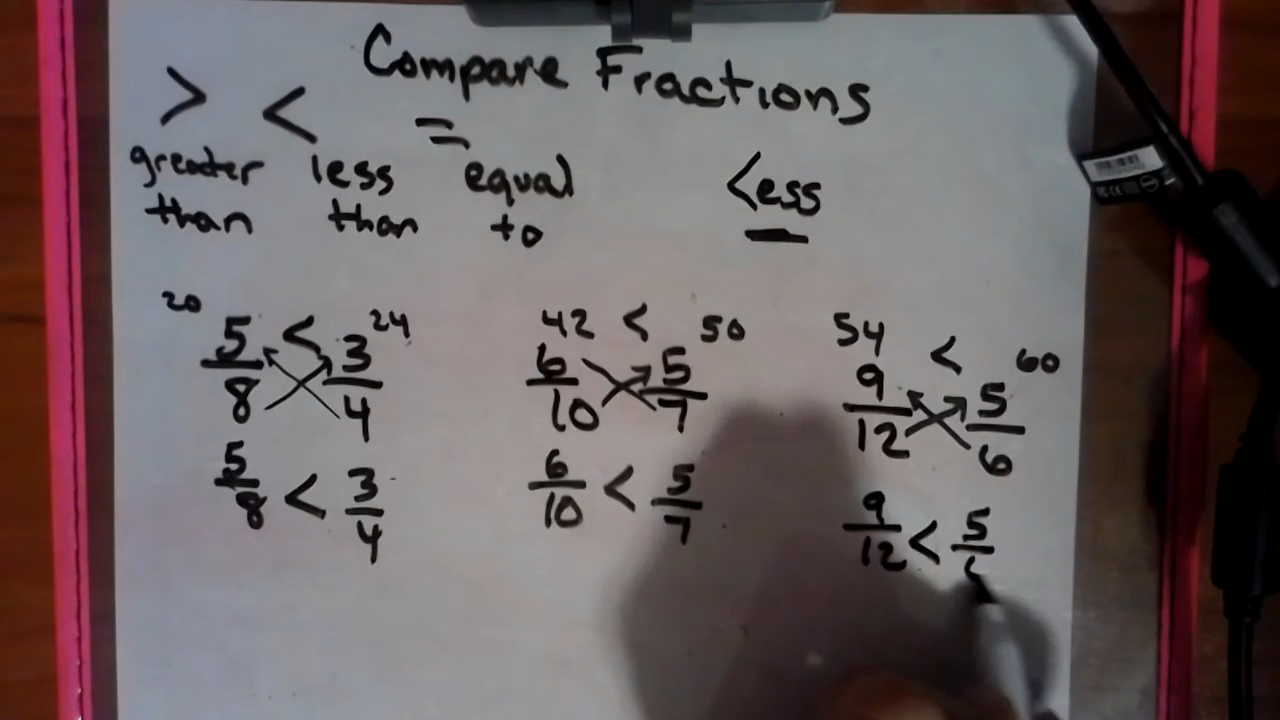 Compare Fractions
> < =
greater than
less than
equal to
<ess
20 5/8 < 3/4 24
5/8 < 3/4
42 < 50
6/10 5/7
6/10 < 5/7
54 < 60
9/12 5/6
9/12 < 5/